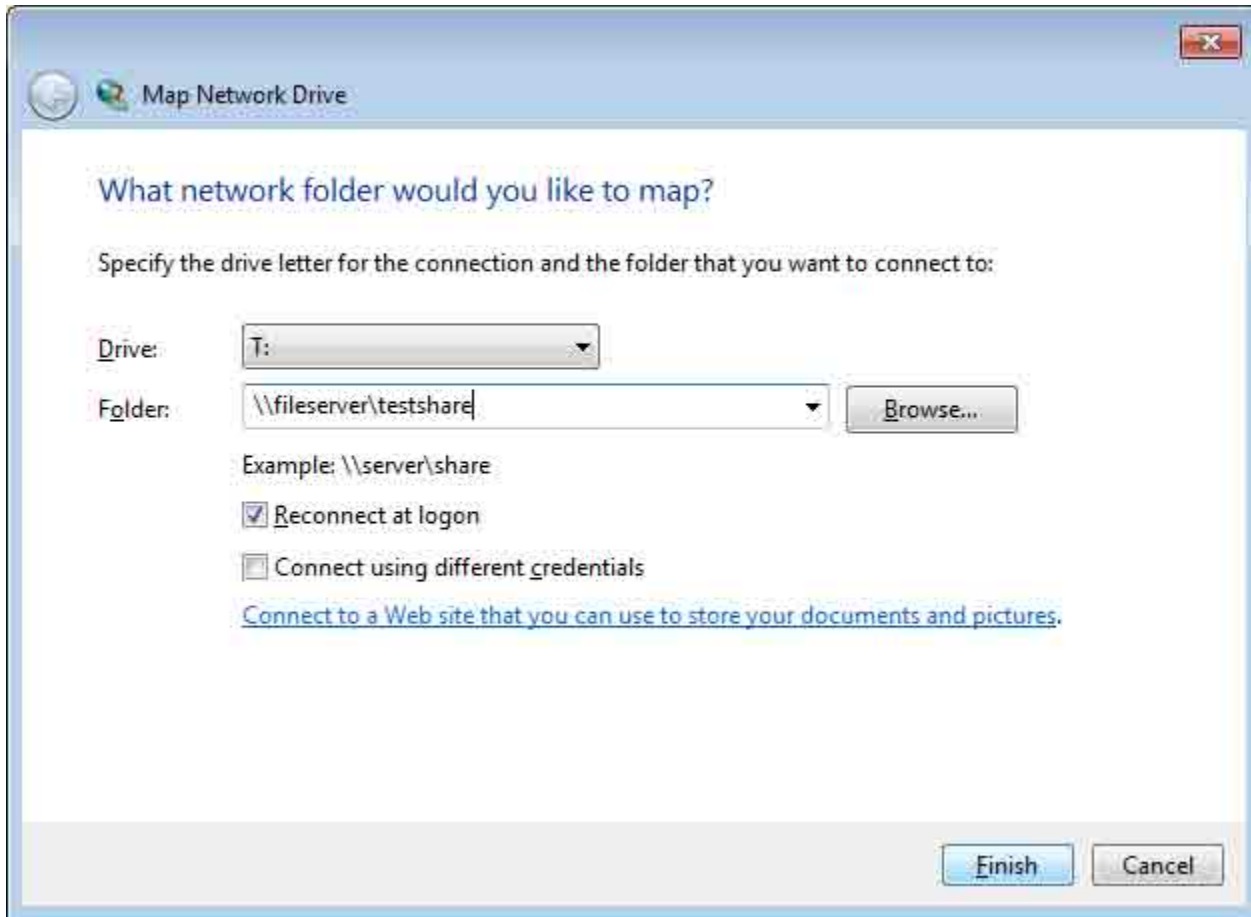 Map Network Drive
What network folder would you like to map?
Specify the drive letter for the connection and the folder that you want to connect to:
Drive: T:
Folder: \\fileserver\testshare Browse...
Example: \\server\share
Reconnect at logon
Connect using different credentials
Connect to a Web site that you can use to store your documents and pictures.
Finish Cancel